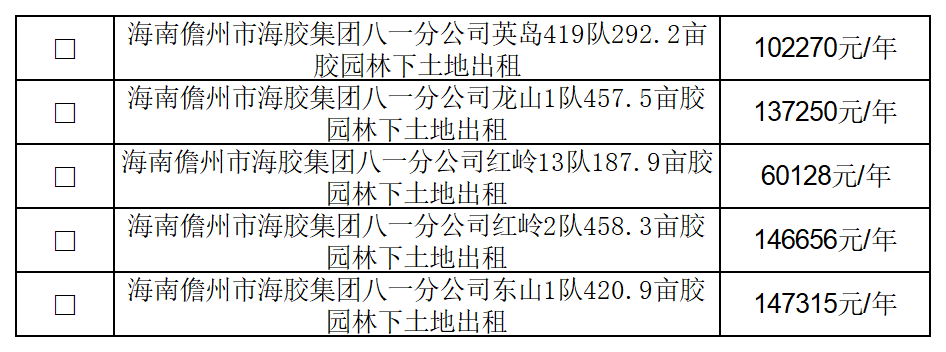 □
海南儋州市海胶集团八一分公司英岛419队292.2亩
胶园林下土地出租
102270元/年
□
海南儋州市海胶集团八一分公司龙山1队457.5亩胶
园林下土地出租
137250元/年
□
海南儋州市海胶集团八一分公司红岭13队187.9亩胶
园林下土地出租
60128元/年
□
海南儋州市海胶集团八一分公司红岭2队458.3亩胶
园林下土地出租
146656元/年
□
海南儋州市海胶集团八一分公司东山1队420.9亩胶
园林下土地出租
147315元/年